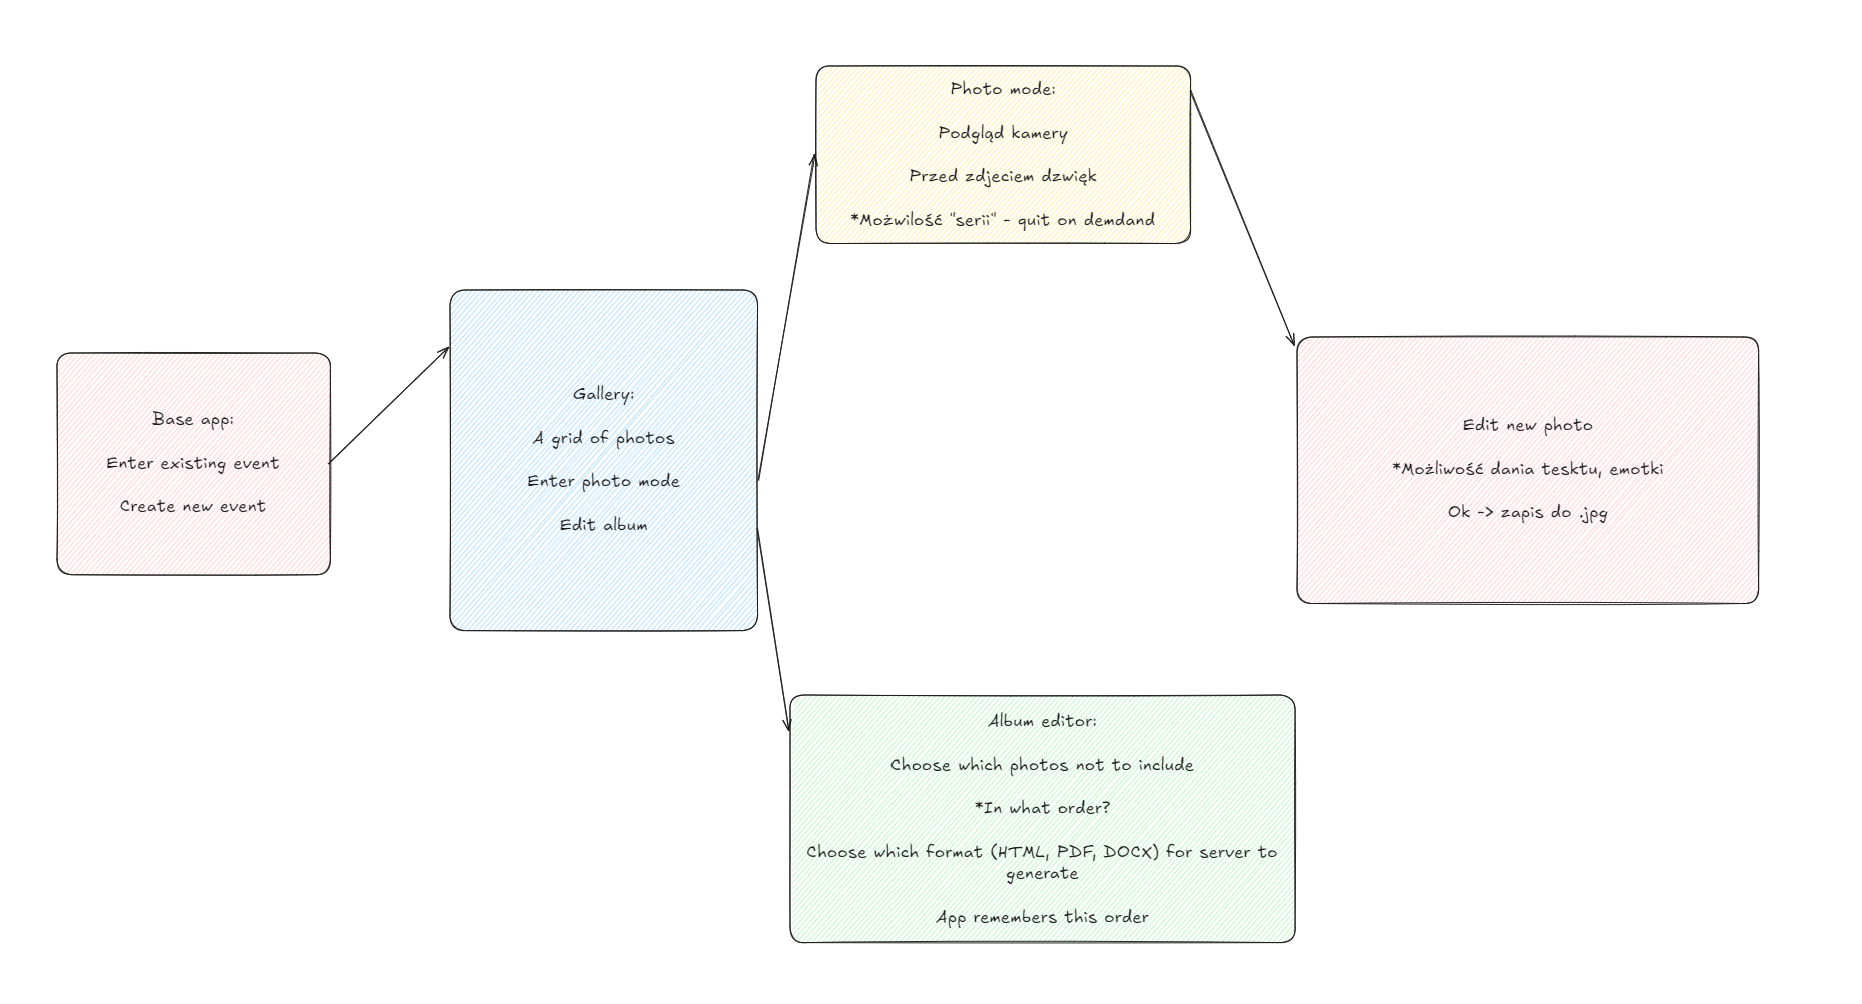 Base app:
Enter existing event
Create new event
Gallery:
A grid of photos
Enter photo mode
Edit album
Photo mode:
Podgląd kamery
Przed zdjeciem dzwięk
*Możwilość "serii" - quit on demdand
Edit new photo
*Możliwość dania tesktu, emotki
Ok -> zapis do .jpg
Album editor:
Choose which photos not to include
*In what order?
Choose which format (HTML, PDF, DOCX) for server to
generate
App remembers this order